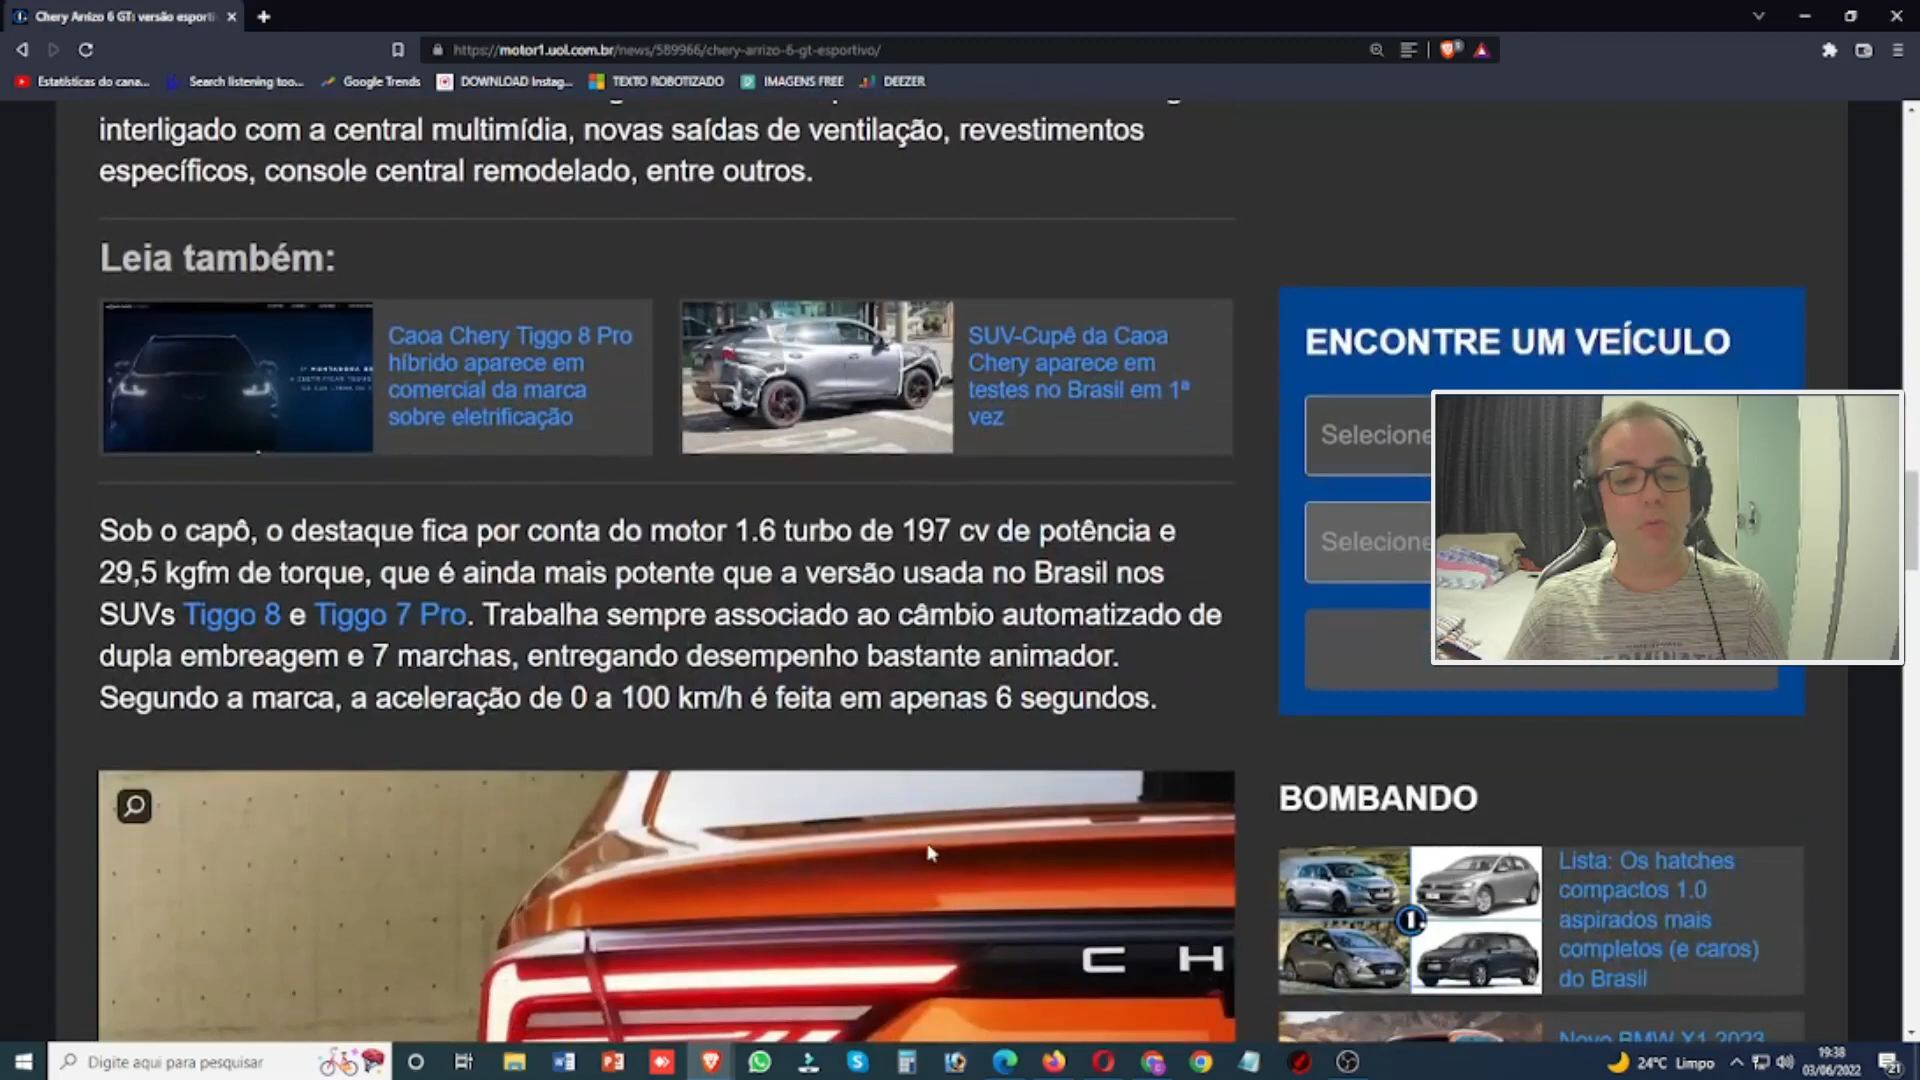 Chery Arrizo 6 GT: versão esporti
https://motor1.uol.com.br/news/589966/chery-arrizo-6-gt-esportivo/
Estatísticas do cana... Search listening too... Google Trends DOWNLOAD Instag... TEXTO ROBOTIZADO IMAGENS FREE DEEZER
interligado com a central multimídia, novas saídas de ventilação, revestimentos
específicos, console central remodelado, entre outros.
Leia também:
Caoa Chery Tiggo 8 Pro
híbrido aparece em
comercial da marca
sobre eletrificação
SUV-Cupê da Caoa
Chery aparece em
testes no Brasil em 1ª
vez
Sob o capô, o destaque fica por conta do motor 1.6 turbo de 197 cv de potência e
29,5 kgfm de torque, que é ainda mais potente que a versão usada no Brasil nos
SUVs Tiggo 8 e Tiggo 7 Pro. Trabalha sempre associado ao câmbio automatizado de
dupla embreagem e 7 marchas, entregando desempenho bastante animador.
Segundo a marca, a aceleração de 0 a 100 km/h é feita em apenas 6 segundos.
C H
ENCONTRE UM VEÍCULO
Selecione
Selecione
BOMBANDO
Lista: Os hatches
compactos 1.0
aspirados mais
completos (e caros)
do Brasil
Novo BMW X1 2023
Digite aqui para pesquisar
24°C Limpo
19:38
03/06/2022
21